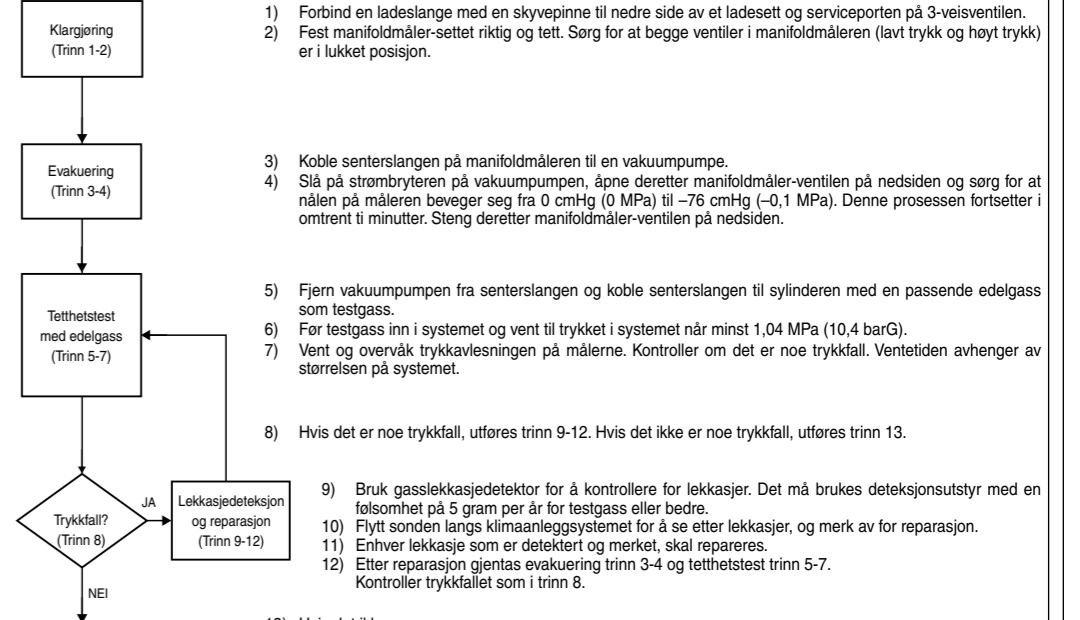 Klargjøring
(Trinn 1-2)
1) Forbind en ladeslange med en skyvepinne til nedre side av et ladesett og serviceporten på 3-veisventilen.
2) Fest manifoldmåler-settet riktig og tett. Sørg for at begge ventiler i manifoldmåleren (lavt trykk og høyt trykk)
er i lukket posisjon.
Evakuering
(Trinn 3-4)
3) Koble senterslangen på manifoldmåleren til en vakuumpumpe.
4) Slå på strømbryteren på vakuumpumpen, åpne deretter manifoldmåler-ventilen på nedsiden og sørg for at
nålen på måleren beveger seg fra 0 cmHg (0 MPa) til –76 cmHg (–0,1 MPa). Denne prosessen fortsetter i
omtrent ti minutter. Steng deretter manifoldmåler-ventilen på nedsiden.
Tetthetstest
med edelgass
(Trinn 5-7)
5) Fjern vakuumpumpen fra senterslangen og koble senterslangen til sylinderen med en passende edelgass
som testgass.
6) Før testgass inn i systemet og vent til trykket i systemet når minst 1,04 MPa (10,4 barG).
7) Vent og overvåk trykkavlesningen på målerne. Kontroller om det er noe trykkfall. Ventetiden avhenger av
størrelsen på systemet.
8) Hvis det er noe trykkfall, utføres trinn 9-12. Hvis det ikke er noe trykkfall, utføres trinn 13.
Trykkfall?
(Trinn 8)
JA
NEI
Lekkasjedeteksjon
og reparasjon
(Trinn 9-12)
9) Bruk gasslekkasjedetektor for å kontrollere for lekkasjer. Det må brukes deteksjonsutstyr med en
følsomhet på 5 gram per år for testgass eller bedre.
10) Flytt sonden langs klimaanleggsystemet for å se etter lekkasjer, og merk av for reparasjon.
11) Enhver lekkasje som er detektert og merket, skal repareres.
12) Etter reparasjon gjentas evakuering trinn 3-4 og tetthetstest trinn 5-7.
Kontroller trykkfallet som i trinn 8.